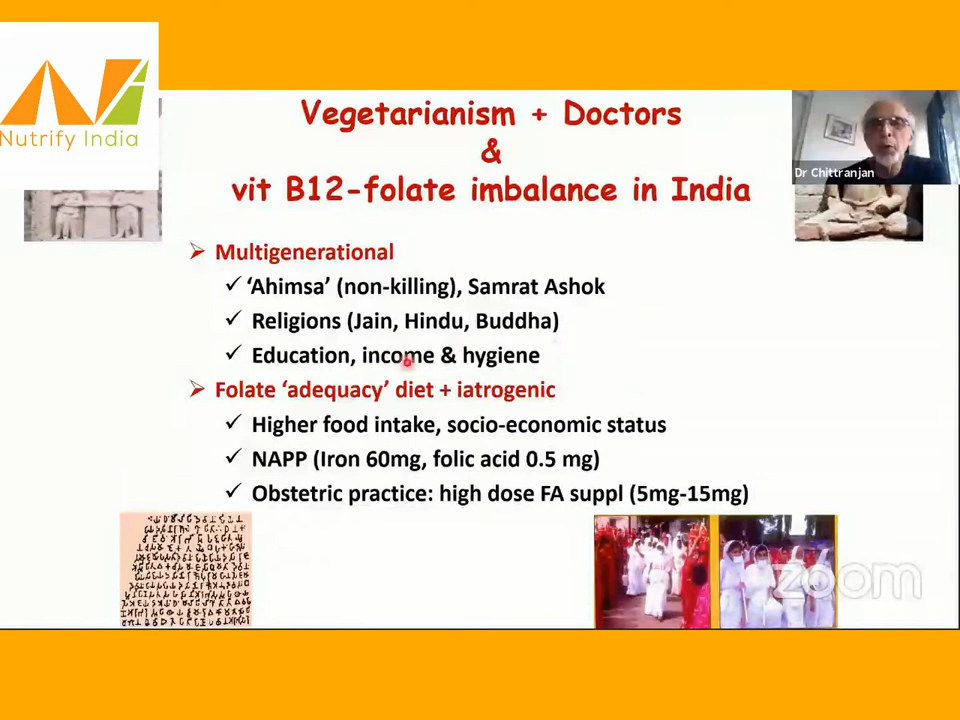 Nutrify India
Vegetarianism + Doctors
&
vit B12-folate imbalance in India
Dr Chittranjan
Multigenerational
‘Ahimsa’ (non-killing), Samrat Ashok
Religions (Jain, Hindu, Buddha)
Education, income & hygiene
Folate ‘adequacy’ diet + iatrogenic
Higher food intake, socio-economic status
NAPP (Iron 60mg, folic acid 0.5 mg)
Obstetric practice: high dose FA suppl (5mg-15mg)
zoom